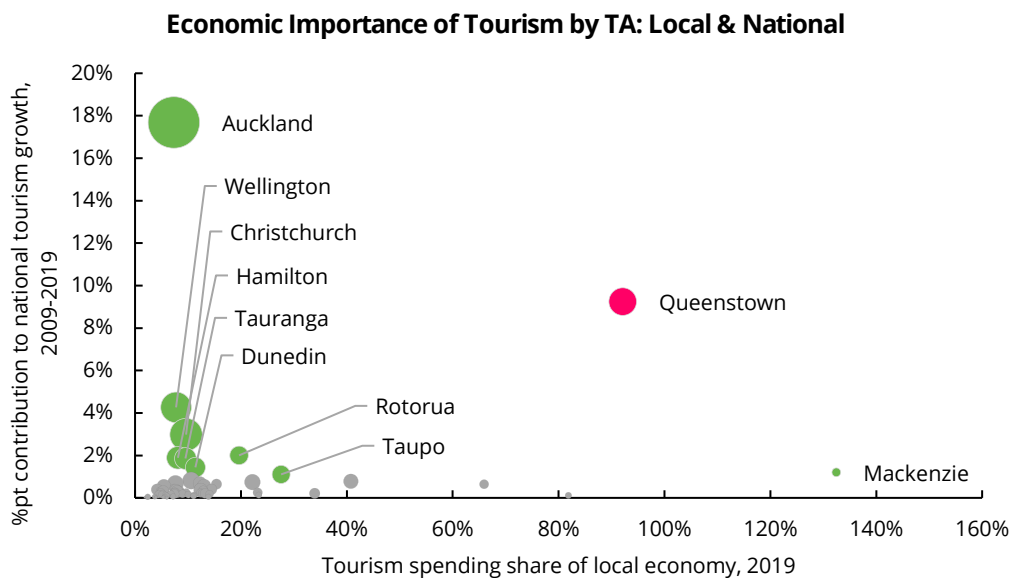 Economic Importance of Tourism by TA: Local & National
%pt contribution to national tourism growth,
2009-2019
20%
18%
16%
14%
12%
10%
8%
6%
4%
2%
0%
Auckland
Wellington
Christchurch
Hamilton
Tauranga
Dunedin
Queenstown
Rotorua
Taupo
Mackenzie
0%
20%
40%
60%
80%
100%
120%
140%
160%
Tourism spending share of local economy, 2019